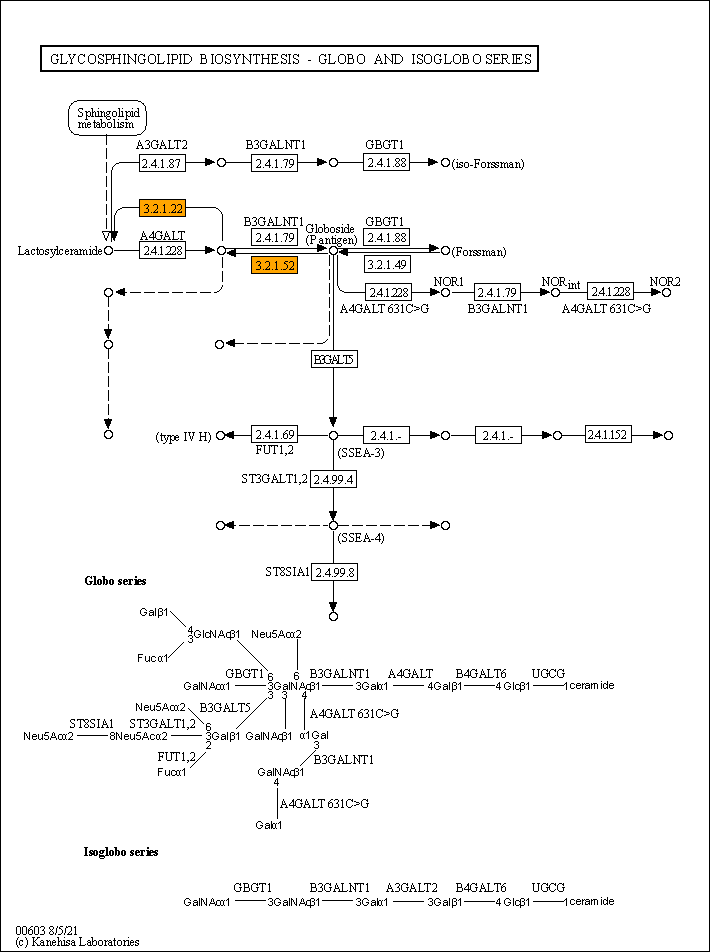 GLYCOSPHINGOLIPID BIOSYNTHESIS - GLOBO AND ISOGLOBO SERIES
Sphingolipid
metabolism
A3GALT2 B3GALNT1 GBGT1
2.4.1.87 2.4.1.79 2.4.1.88 (iso-Forssman)
3.2.1.22
B3GALNT1 Globoside GBGT1
A4GALT 2.4.1.79 (P antigen) 2.4.1.88
Lactosylceramide 2.4.1.228 (Forssman)
3.2.1.52 3.2.1.49
NOR1 NORint NOR2
2.4.1.228 2.4.1.79 2.4.1.228
A4GALT 631C>G B3GALNT1 A4GALT 631C>G
B3GALT5
(type IV H) 2.4.1.69 2.4.1.- 2.4.1.- 2.4.1.152
FUT1,2 (SSEA-3)
ST3GALT1,2 2.4.99.4
(SSEA-4)
ST8SIA1 2.4.99.8
Globo series
Galβ1
4 GlcNAcβ1 Neu5Acα2
3
Fucα1
GBGT1 6 6 B3GALNT1 A4GALT B4GALT6 UGCG
GalNAcα1 3GalNAcβ1 3Galα1 4Galβ1 4Glcβ1 1ceramide
3 3 4
Neu5Acα2 B3GALT5
A4GALT 631C>G
ST8SIA1 ST3GALT1,2 6
Neu5Acα2 8Neu5Acα2 3Galβ1 GalNAcβ1 α1Gal
2 3
FUT1,2 B3GALNT1
Fucα1 GalNAcβ1
4
A4GALT 631C>G
Galα1
Isoglobo series
GBGT1 B3GALNT1 A3GALT2 B4GALT6 UGCG
GalNAcα1 3GalNAcβ1 3Galα1 3Galβ1 4Glcβ1 1ceramide
00603 8/5/21
(c) Kanehisa Laboratories